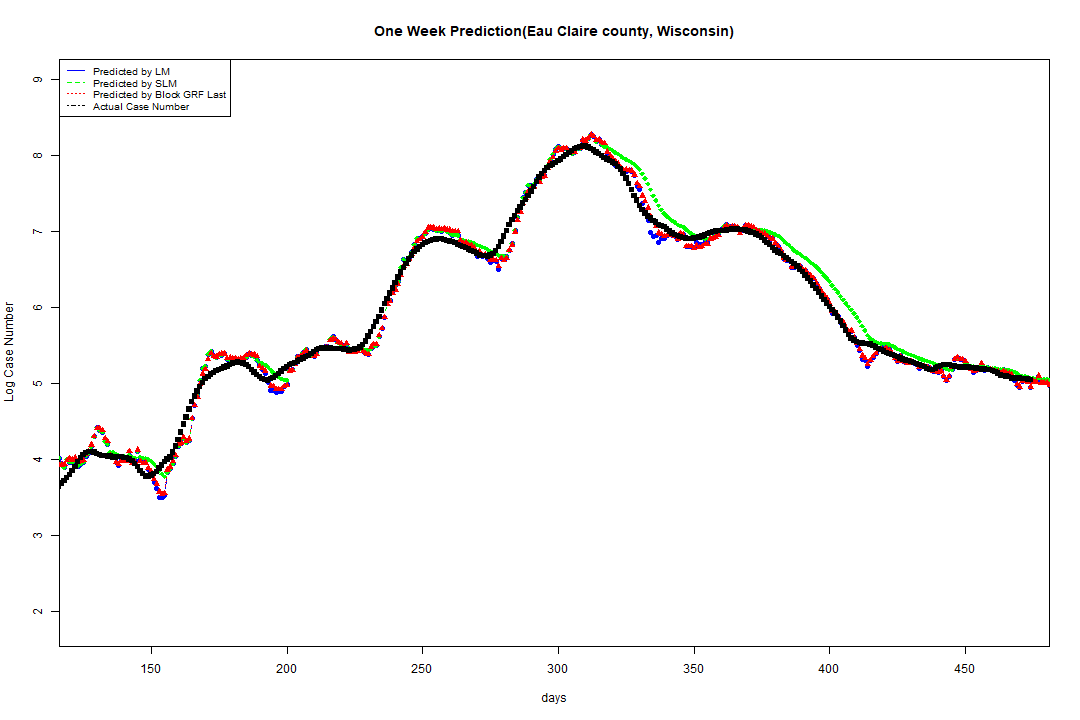 One Week Prediction(Eau Claire county, Wisconsin)
Predicted by LM
Predicted by SLM
Predicted by Block GRF Last
Actual Case Number
9
8
7
6
5
4
3
2
Log Case Number
150 200 250 300 350 400 450
days